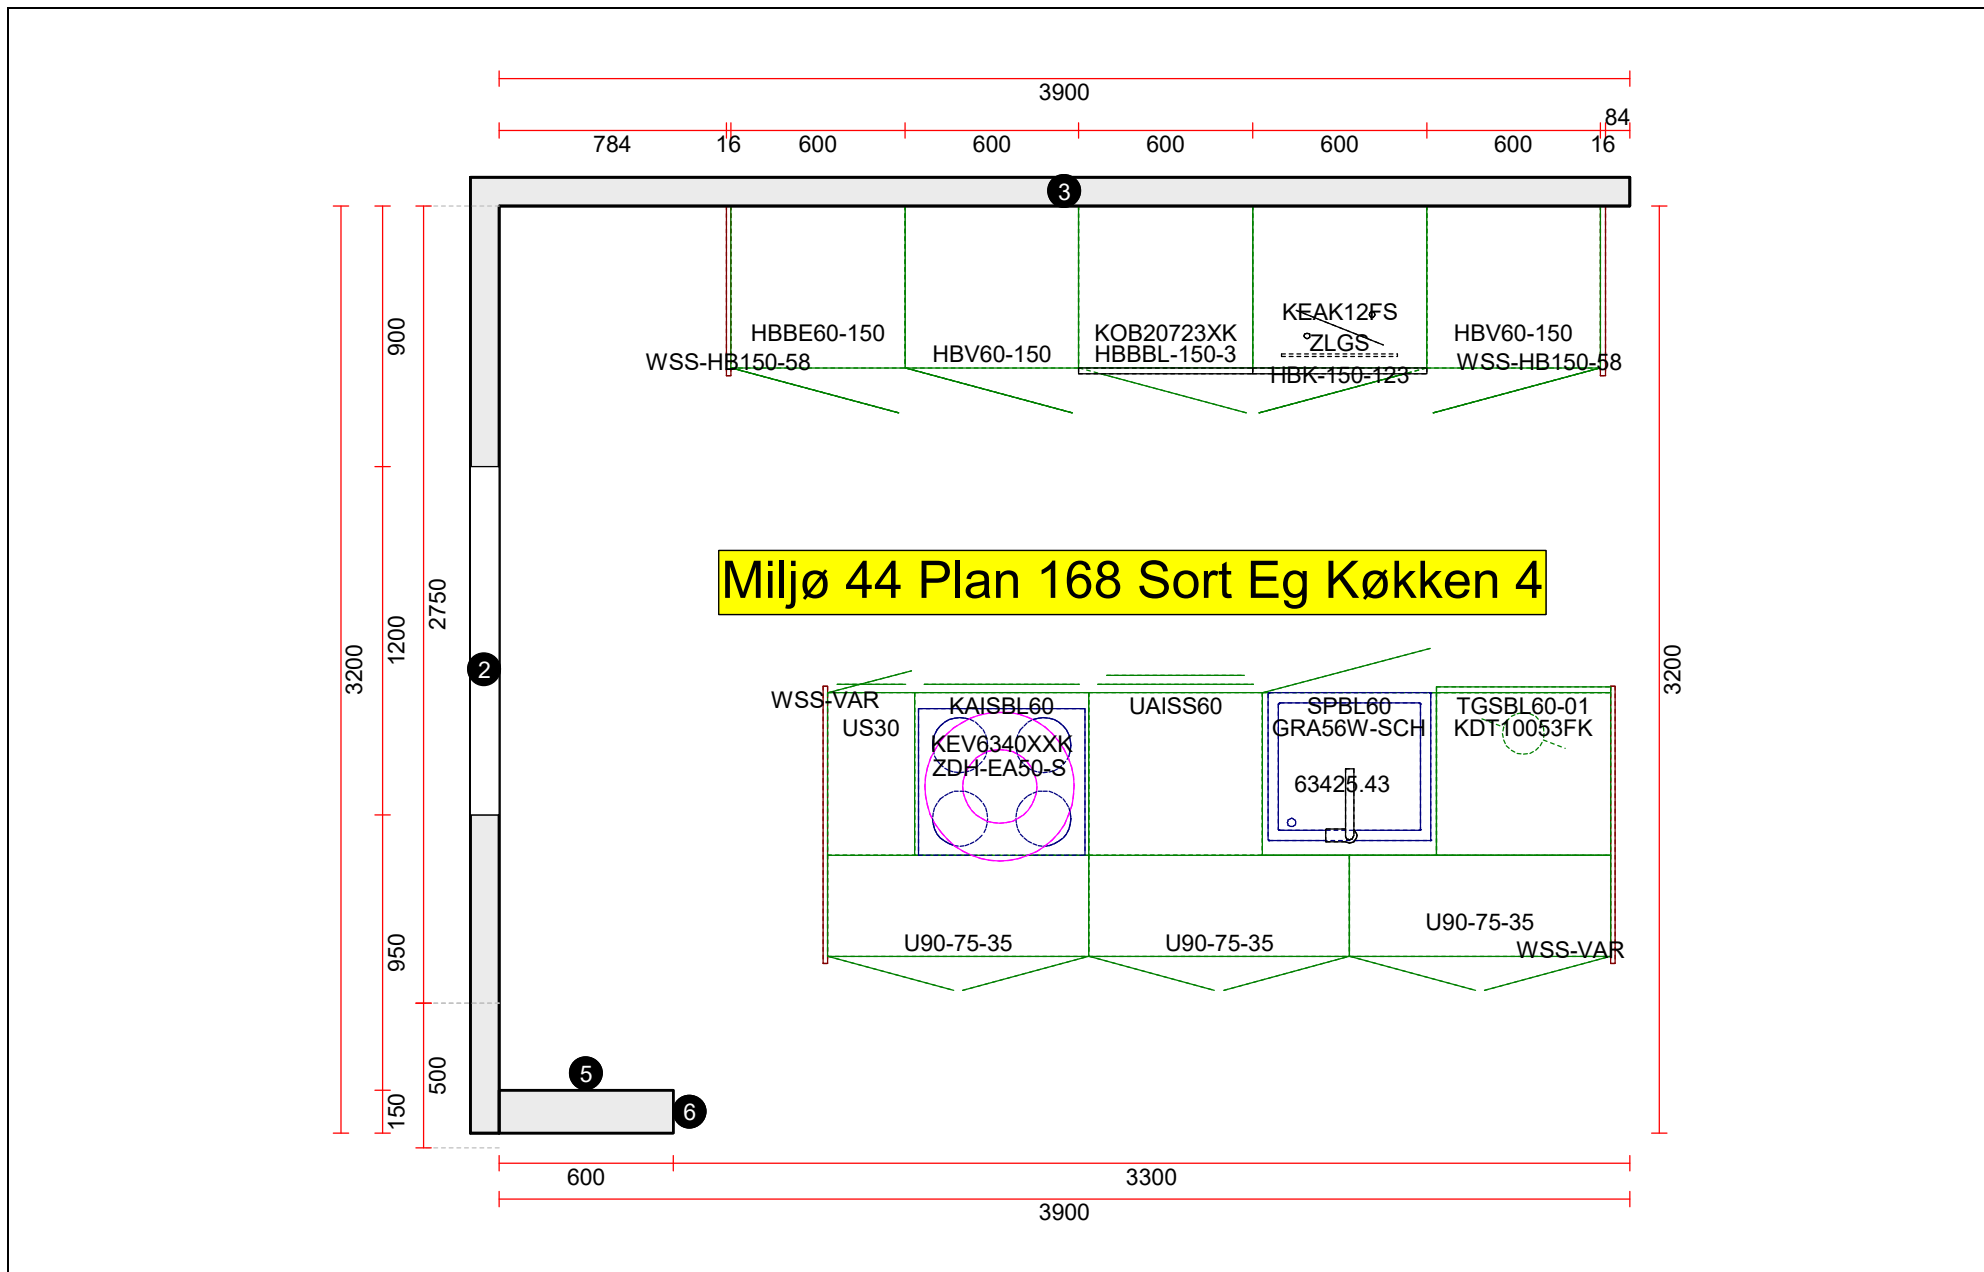 3900
84
784 16 600 600 600 600 600 16
3
KEAK12FS
HBBE60-150 KOB20723XK ZLGS HBV60-150
WSS-HB150-58 HBV60-150 HBBBL-150-3 WSS-HB150-58
HBK-150-123
900
Miljø 44 Plan 168 Sort Eg Køkken 4
2750
1200
3200
2
3200
WSS-VAR KAISBL60 UAISS60 SPBL60 TGSBL60-01
US30 GRA56W-SCH KDT10053FK
KEV6340XXK
ZDH-EA50-S
63425.43
U90-75-35
U90-75-35 U90-75-35
WSS-VAR
950
500
5
150
6
600 3300
3900